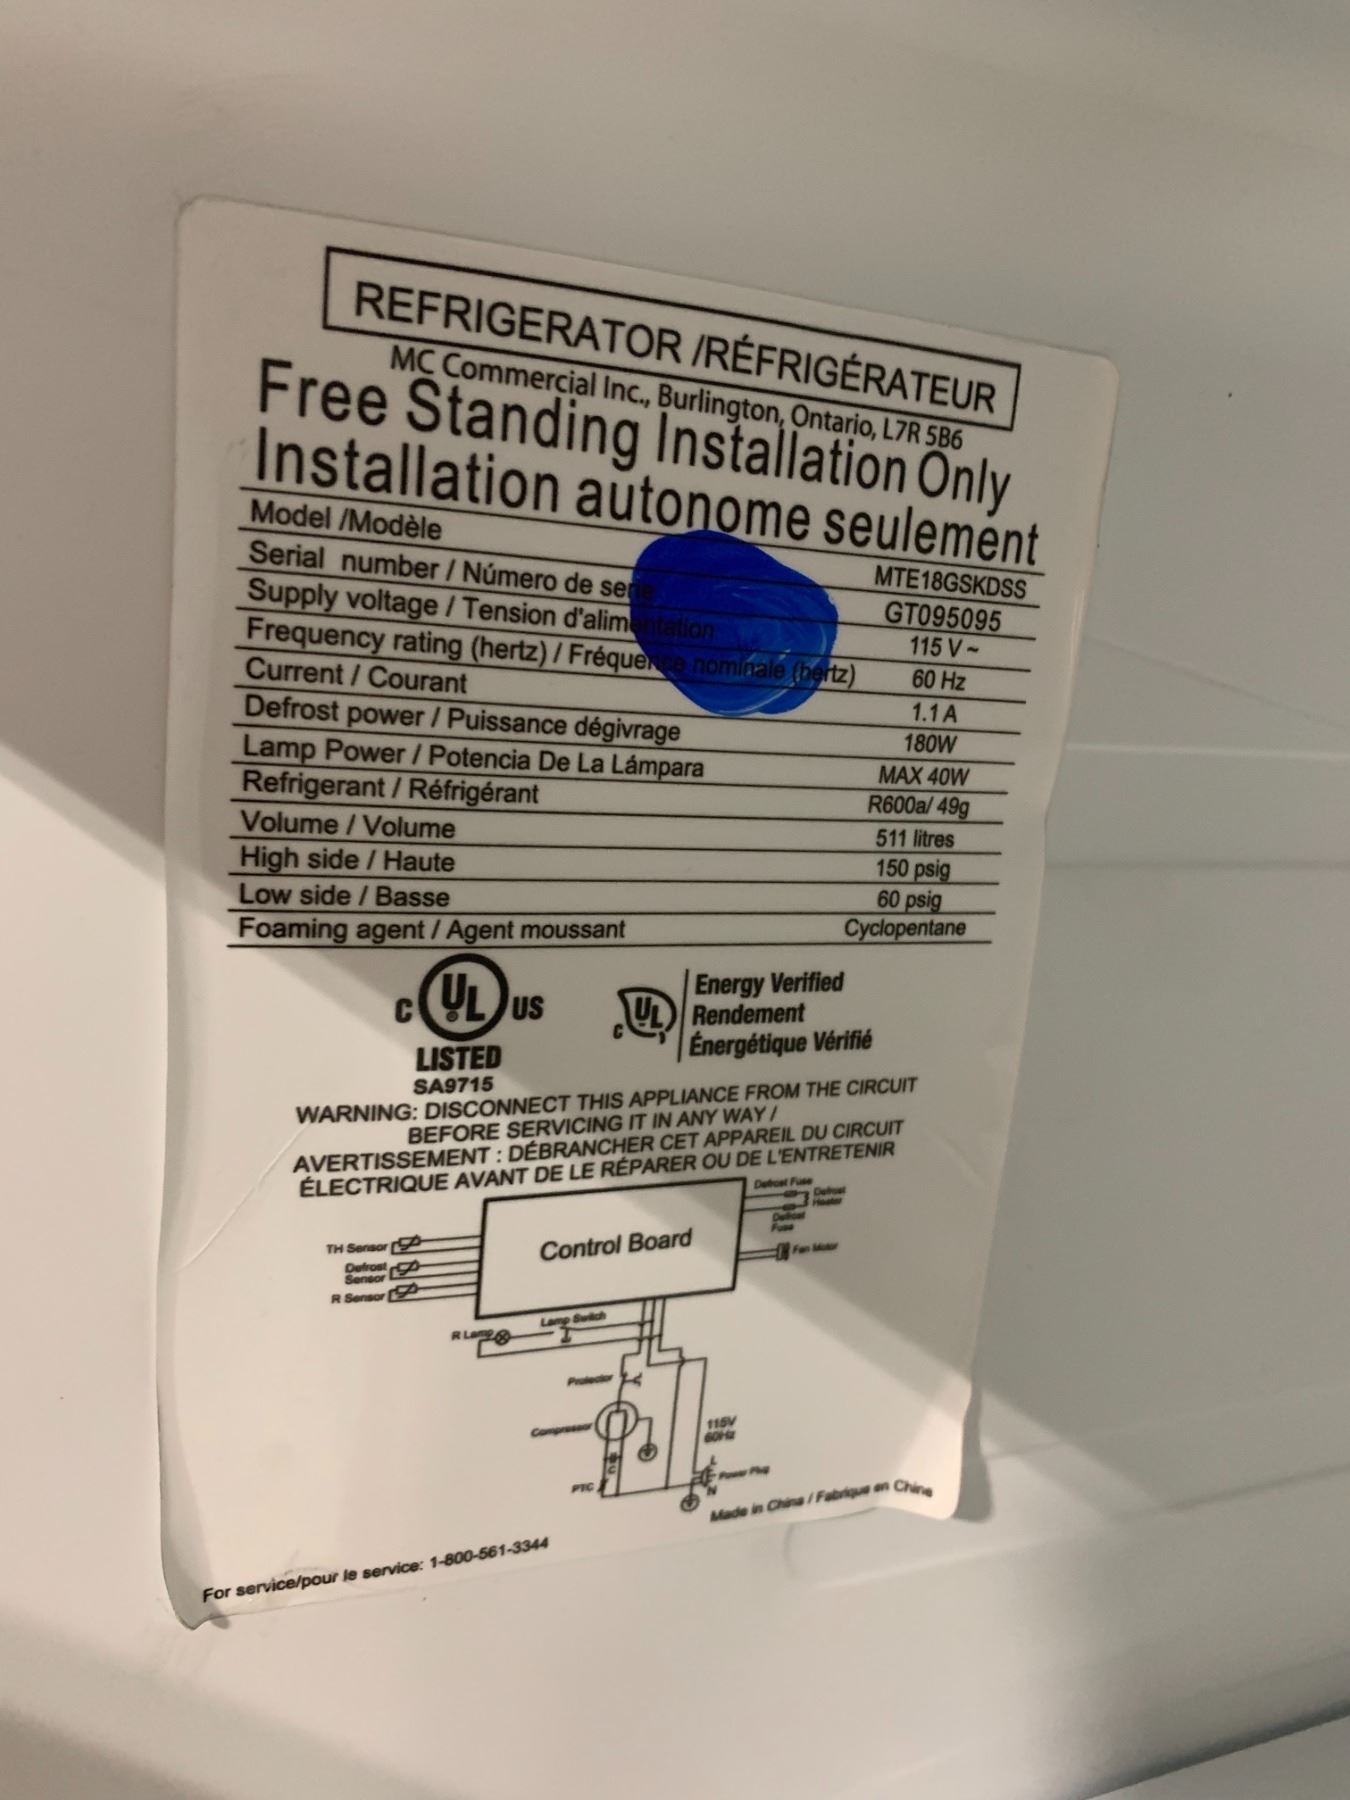 REFRIGERATOR /RÉFRIGÉRATEUR
MC Commercial Inc., Burlington, Ontario, L7R 5B6
Free Standing Installation Only
Installation autonome seulement
Model /Modèle MTE18GSKDSS
Serial number / Número de serie GT095095
Supply voltage / Tension d'alimentation 115 V ~
Frequency rating (hertz) / Fréquence nominale (hertz) 60 Hz
Current / Courant 1.1 A
Defrost power / Puissance dégivrage 180W
Lamp Power / Potencia De La Lámpara MAX 40W
Refrigerant / Réfrigérant R600a/ 49g
Volume / Volume 511 litres
High side / Haute 150 psig
Low side / Basse 60 psig
Foaming agent / Agent moussant Cyclopentane
C UL US
LISTED
SA9715
C UL
Energy Verified
Rendement
Énergétique Vérifié
WARNING: DISCONNECT THIS APPLIANCE FROM THE CIRCUIT
BEFORE SERVICING IT IN ANY WAY /
AVERTISSEMENT : DÉBRANCHER CET APPAREIL DU CIRCUIT
ÉLECTRIQUE AVANT DE LE RÉPARER OU DE L'ENTRETENIR
Defrost Fuse
Defrost
Heater
Defrost
Fuse
Control Board
TH Sensor
Defrost
Sensor
R Sensor
Fan Motor
Lamp Switch
R Lamp
Protector
Compressor
115V
60Hz
C
PTC
L
Power Plug
N
Made in China / Fabrique en Chine
For service/pour le service: 1-800-561-3344